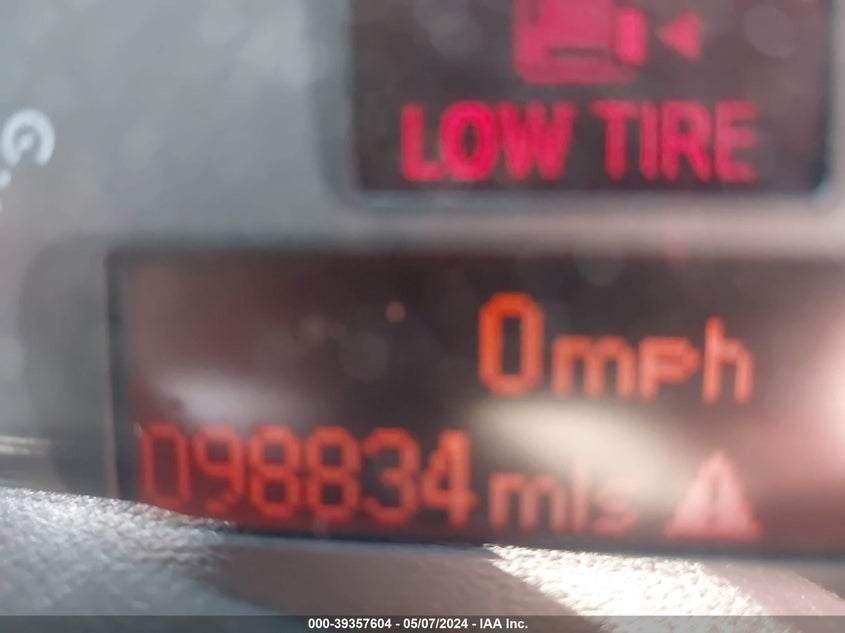 LOW TIRE
0mph
098834mls
000-39357604 - 05/07/2024 - IAA Inc.